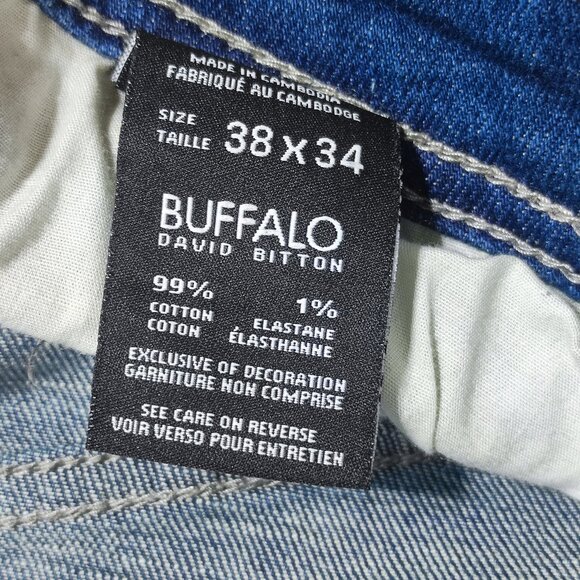 MADE IN CAMBODIA
FABRIQUÉ AU CAMBODGE
SIZE
TAILLE
38 X 34
BUFFALO
DAVID BITTON
99%
COTTON
COTON
1%
ELASTANE
ÉLASTHANNE
EXCLUSIVE OF DECORATION
GARNITURE NON COMPRISE
SEE CARE ON REVERSE
VOIR VERSO POUR ENTRETIEN